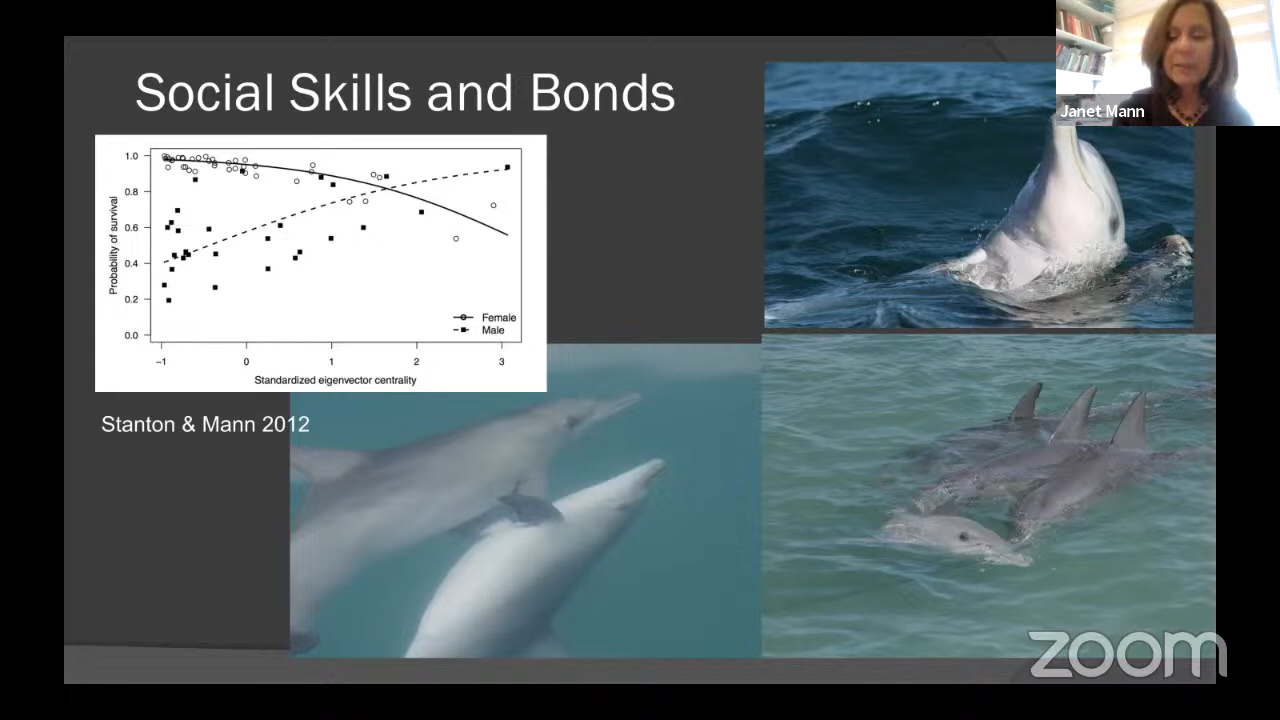 Social Skills and Bonds
Janet Mann
1.0
0.8
0.6
0.4
0.2
0.0
Probability of survival
Female
Male
−1
0
1
2
3
Standardized eigenvector centrality
Stanton & Mann 2012
zoom